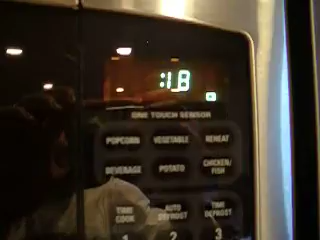 :18
ONE TOUCH SENSOR
POPCORN VEGETABLE REHEAT
BEVERAGE POTATO CHICKEN/
FISH
TIME COOK AUTO DEFROST TIME DEFROST
1 2 3